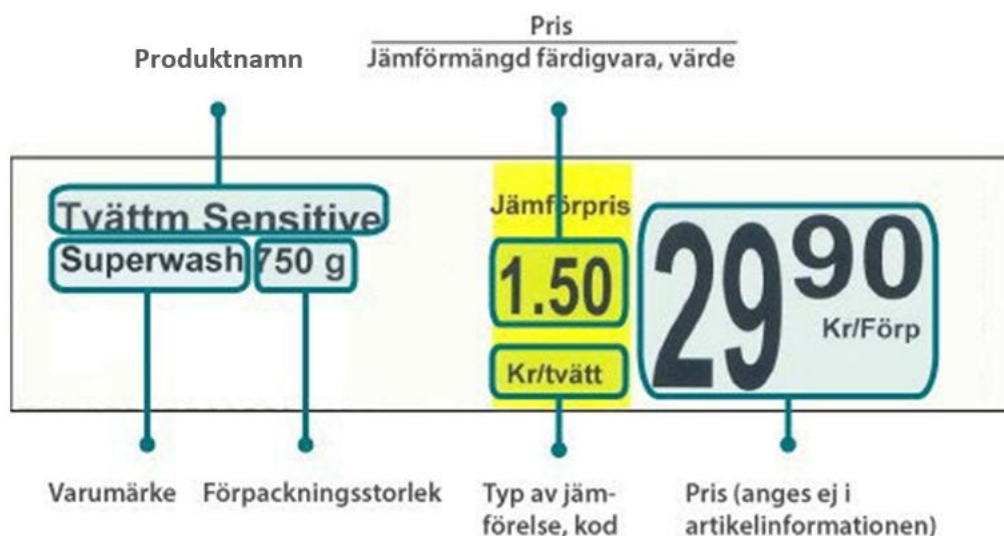 Pris
Produktnamn
Jämförmängd färdigvara, värde
Tvättm Sensitive
Jämförpris
Superwash 750 g
1.50
29 90
Kr/Förp
Kr/tvätt
Varumärke
Förpackningsstorlek
Typ av jäm-
förelse, kod
Pris (anges ej i
artikelinformationen)